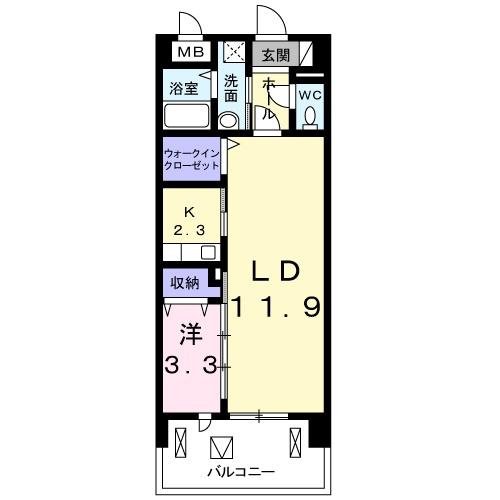 MB
玄関
浴室
洗面
ホール
WC
ウォークイン
クローゼット
K
2.3
LD
11.9
収納
洋
3.3
バルコニー